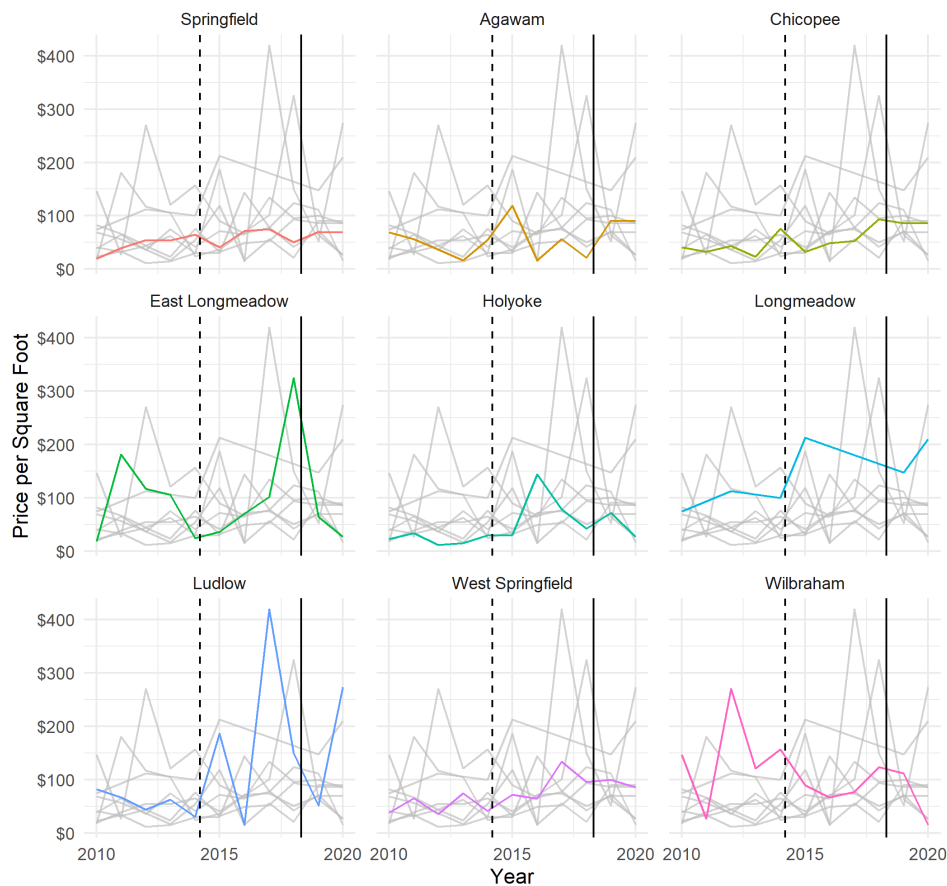 Springfield Agawam Chicopee
$400
$300
$200
$100
$0
East Longmeadow Holyoke Longmeadow
$400
$300
$200
$100
$0
Ludlow West Springfield Wilbraham
$400
$300
$200
$100
$0
2010 2015 2020 2010 2015 2020 2010 2015 2020
Year
Price per Square Foot